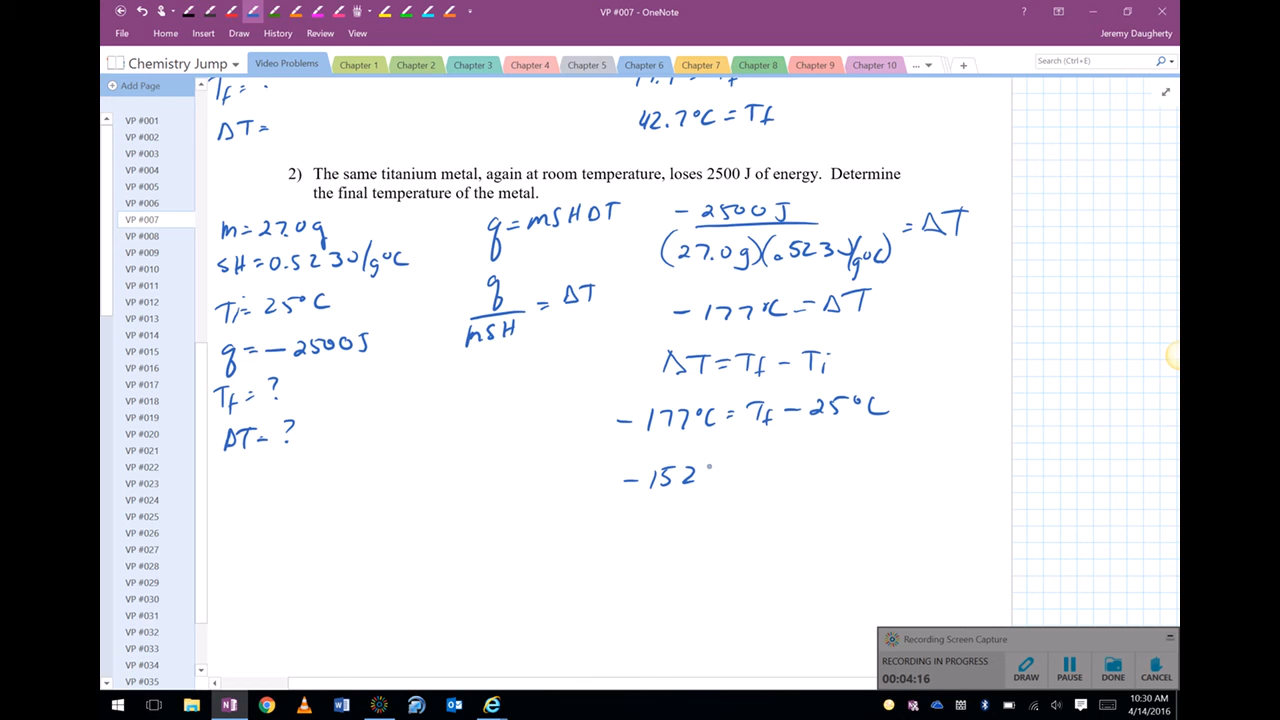 VP #007 - OneNote
File Home Insert Draw History Review View Jeremy Daugherty
Chemistry Jump Video Problems Chapter 1 Chapter 2 Chapter 3 Chapter 4 Chapter 5 Chapter 6 Chapter 7 Chapter 8 Chapter 9 Chapter 10 ... Search (Ctrl+E)
Add Page
VP #001
VP #002
VP #003
VP #004
VP #005
VP #006
VP #007
VP #008
VP #009
VP #010
VP #011
VP #012
VP #013
VP #014
VP #015
VP #016
VP #017
VP #018
VP #019
VP #020
VP #021
VP #022
VP #023
VP #024
VP #025
VP #026
VP #027
VP #028
VP #029
VP #030
VP #031
VP #032
VP #033
VP #034
VP #035
ΔT=
42.7°C = Tf
2) The same titanium metal, again at room temperature, loses 2500 J of energy. Determine
the final temperature of the metal.
m=27.0g
SH=0.523J/g°C
Ti= 25°C
q= -2500J
Tf= ?
ΔT= ?
q=mSHΔT
q
mSH
= ΔT
-2500J
(27.0g)(.523J/g°C)
= ΔT
-177°C = ΔT
ΔT = Tf - Ti
-177°C = Tf - 25°C
-152°
Recording Screen Capture
RECORDING IN PROGRESS
00:04:16
DRAW PAUSE DONE CANCEL
10:30 AM
4/14/2016